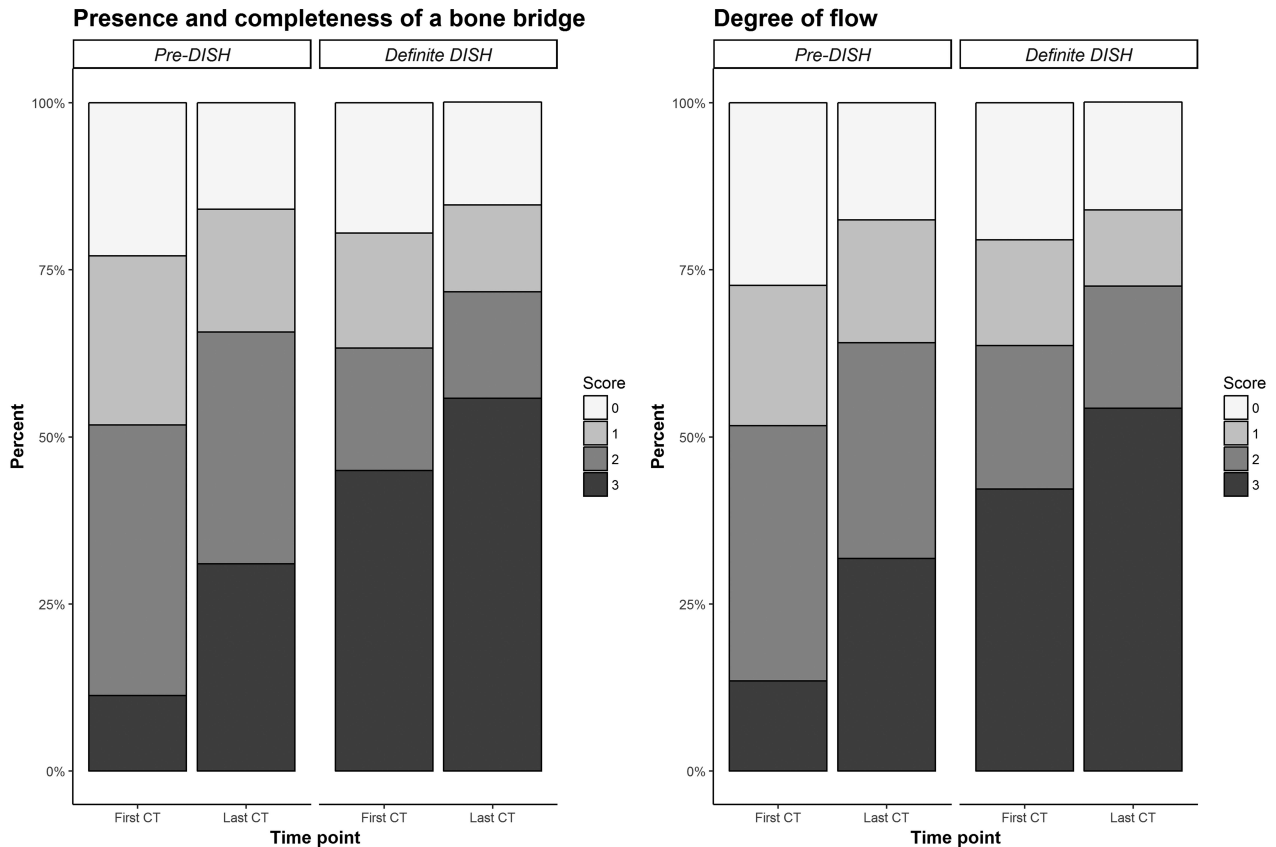 Presence and completeness of a bone bridge
Pre-DISH
Definite DISH
100%
75%
50%
25%
0%
Percent
First CT
Last CT
First CT
Last CT
Time point
Score
0
1
2
3
Degree of flow
Pre-DISH
Definite DISH
100%
75%
50%
25%
0%
Percent
First CT
Last CT
First CT
Last CT
Time point
Score
0
1
2
3